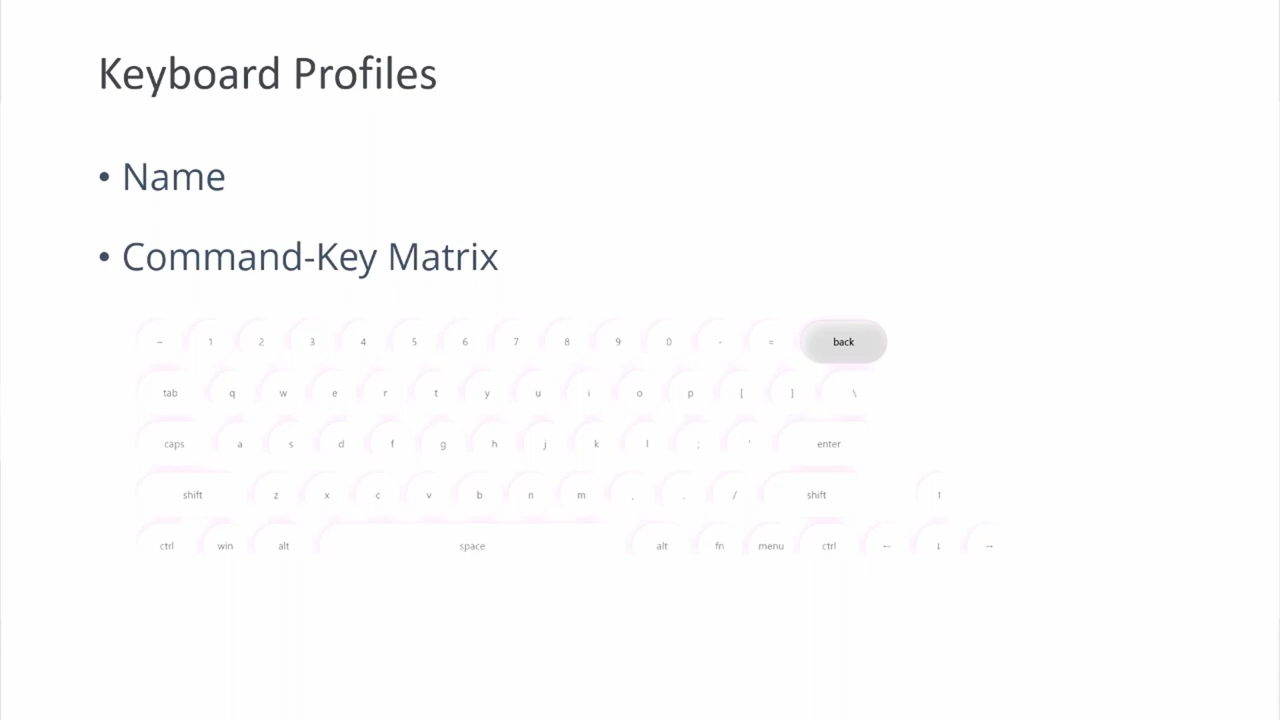 Keyboard Profiles
• Name
• Command-Key Matrix
~ 1 2 3 4 5 6 7 8 9 0 - = back
tab q w e r t y u i o p [ ] \
caps a s d f g h j k l ; ' enter
shift z x c v b n m , . / shift ↑
ctrl win alt space alt fn menu ctrl ← ↓ →